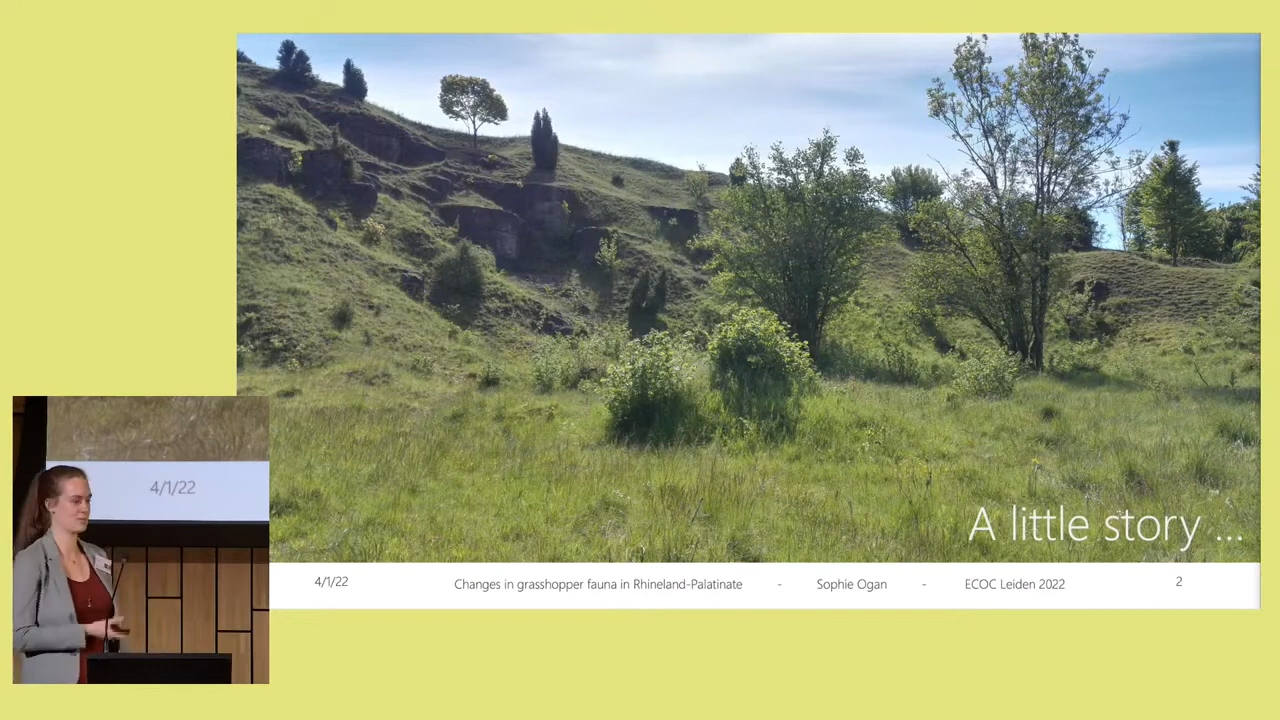 A little story ...
4/1/22
4/1/22 Changes in grasshopper fauna in Rhineland-Palatinate - Sophie Ogan - ECOC Leiden 2022 2